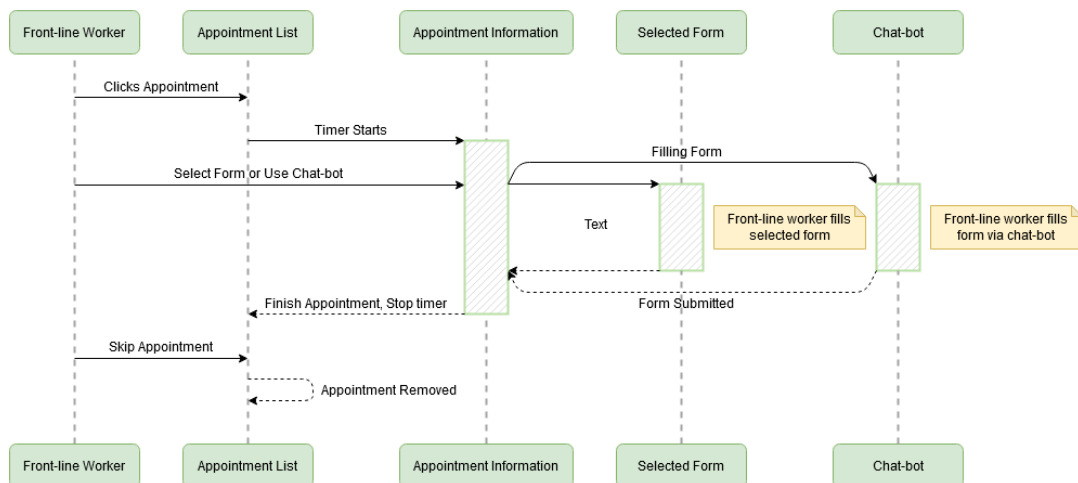 Front-line Worker
Appointment List
Appointment Information
Selected Form
Chat-bot
Clicks Appointment
Timer Starts
Filling Form
Select Form or Use Chat-bot
Text
Front-line worker fills
selected form
Front-line worker fills
form via chat-bot
Finish Appointment, Stop timer
Form Submitted
Skip Appointment
Appointment Removed
Front-line Worker
Appointment List
Appointment Information
Selected Form
Chat-bot